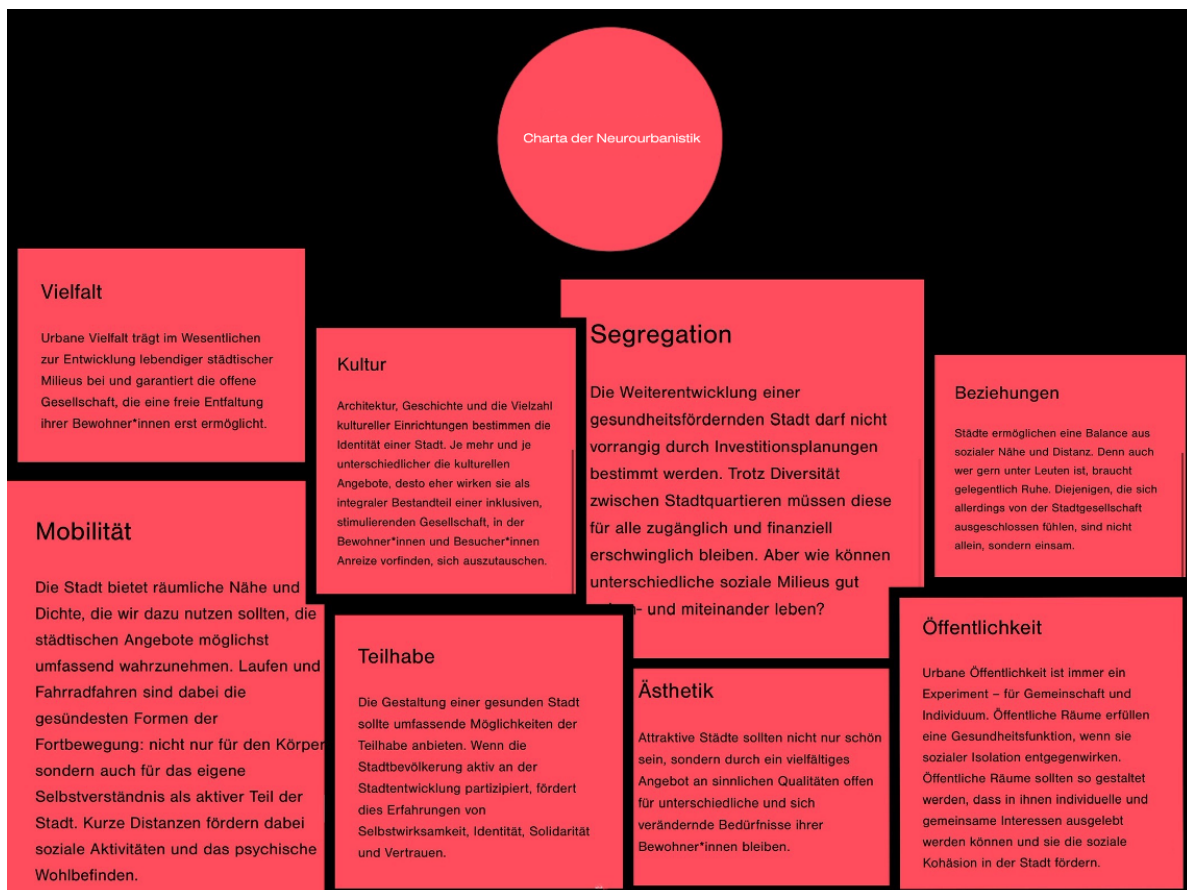 Charta der Neurourbanistik
Vielfalt
Urbane Vielfalt trägt im Wesentlichen
zur Entwicklung lebendiger städtischer
Milieus bei und garantiert die offene
Gesellschaft, die eine freie Entfaltung
ihrer Bewohner*innen erst ermöglicht.
Kultur
Architektur, Geschichte und die Vielzahl
kultureller Einrichtungen bestimmen die
Identität einer Stadt. Je mehr und je
unterschiedlicher die kulturellen
Angebote, desto eher wirken sie als
integraler Bestandteil einer inklusiven,
stimulierenden Gesellschaft, in der
Bewohner*innen und Besucher*innen
Anreize vorfinden, sich auszutauschen.
Segregation
Die Weiterentwicklung einer
gesundheitsfördernden Stadt darf nicht
vorrangig durch Investitionsplanungen
bestimmt werden. Trotz Diversität
zwischen Stadtquartieren müssen diese
für alle zugänglich und finanziell
erschwinglich bleiben. Aber wie können
unterschiedliche soziale Milieus gut
und miteinander leben?
Beziehungen
Städte ermöglichen eine Balance aus
sozialer Nähe und Distanz. Denn auch
wer gern unter Leuten ist, braucht
gelegentlich Ruhe. Diejenigen, die sich
allerdings von der Stadtgesellschaft
ausgeschlossen fühlen, sind nicht
allein, sondern einsam.
Mobilität
Die Stadt bietet räumliche Nähe und
Dichte, die wir dazu nutzen sollten, die
städtischen Angebote möglichst
umfassend wahrzunehmen. Laufen und
Fahrradfahren sind dabei die
gesündesten Formen der
Fortbewegung: nicht nur für den Körper
sondern auch für das eigene
Selbstverständnis als aktiver Teil der
Stadt. Kurze Distanzen fördern dabei
soziale Aktivitäten und das psychische
Wohlbefinden.
Teilhabe
Die Gestaltung einer gesunden Stadt
sollte umfassende Möglichkeiten der
Teilhabe anbieten. Wenn die
Stadtbevölkerung aktiv an der
Stadtentwicklung partizipiert, fördert
dies Erfahrungen von
Selbstwirksamkeit, Identität, Solidarität
und Vertrauen.
Ästhetik
Attraktive Städte sollten nicht nur schön
sein, sondern durch ein vielfältiges
Angebot an sinnlichen Qualitäten offen
für unterschiedliche und sich
verändernde Bedürfnisse ihrer
Bewohner*innen bleiben.
Öffentlichkeit
Urbane Öffentlichkeit ist immer ein
Experiment – für Gemeinschaft und
Individuum. Öffentliche Räume erfüllen
eine Gesundheitsfunktion, wenn sie
sozialer Isolation entgegenwirken.
Öffentliche Räume sollten so gestaltet
werden, dass in ihnen individuelle und
gemeinsame Interessen ausgelebt
werden können und sie die soziale
Kohäsion in der Stadt fördern.